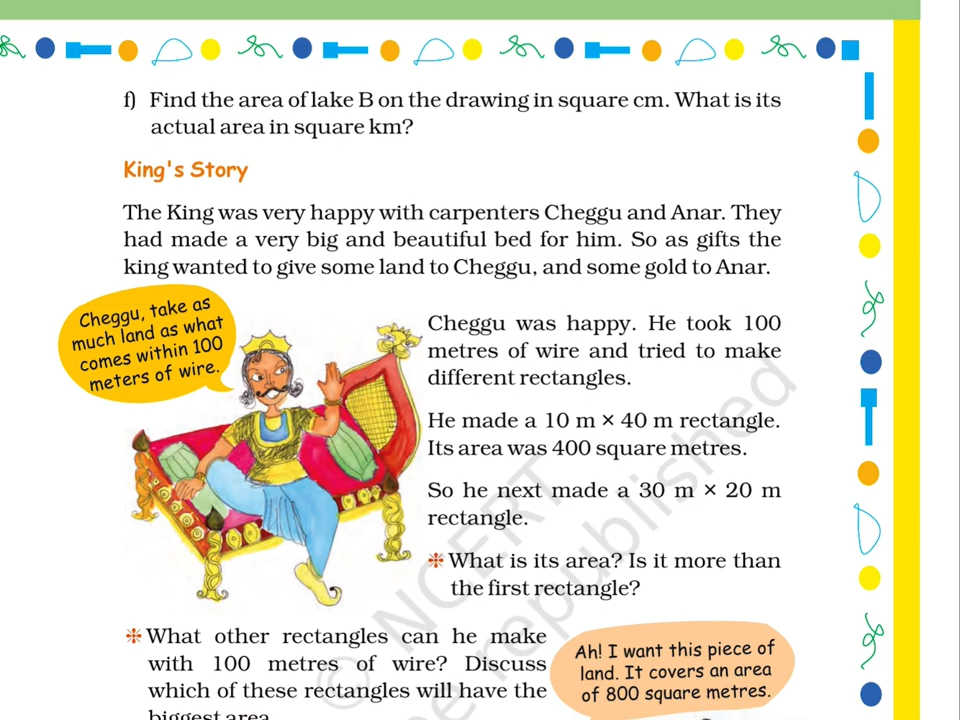 f) Find the area of lake B on the drawing in square cm. What is its
actual area in square km?
King's Story
The King was very happy with carpenters Cheggu and Anar. They
had made a very big and beautiful bed for him. So as gifts the
king wanted to give some land to Cheggu, and some gold to Anar.
Cheggu, take as
much land as what
comes within 100
meters of wire.
Cheggu was happy. He took 100
metres of wire and tried to make
different rectangles.
He made a 10 m × 40 m rectangle.
Its area was 400 square metres.
So he next made a 30 m × 20 m
rectangle.
❉ What is its area? Is it more than
the first rectangle?
❉ What other rectangles can he make
with 100 metres of wire? Discuss
which of these rectangles will have the
biggest area.
Ah! I want this piece of
land. It covers an area
of 800 square metres.
© NCERT
be republished